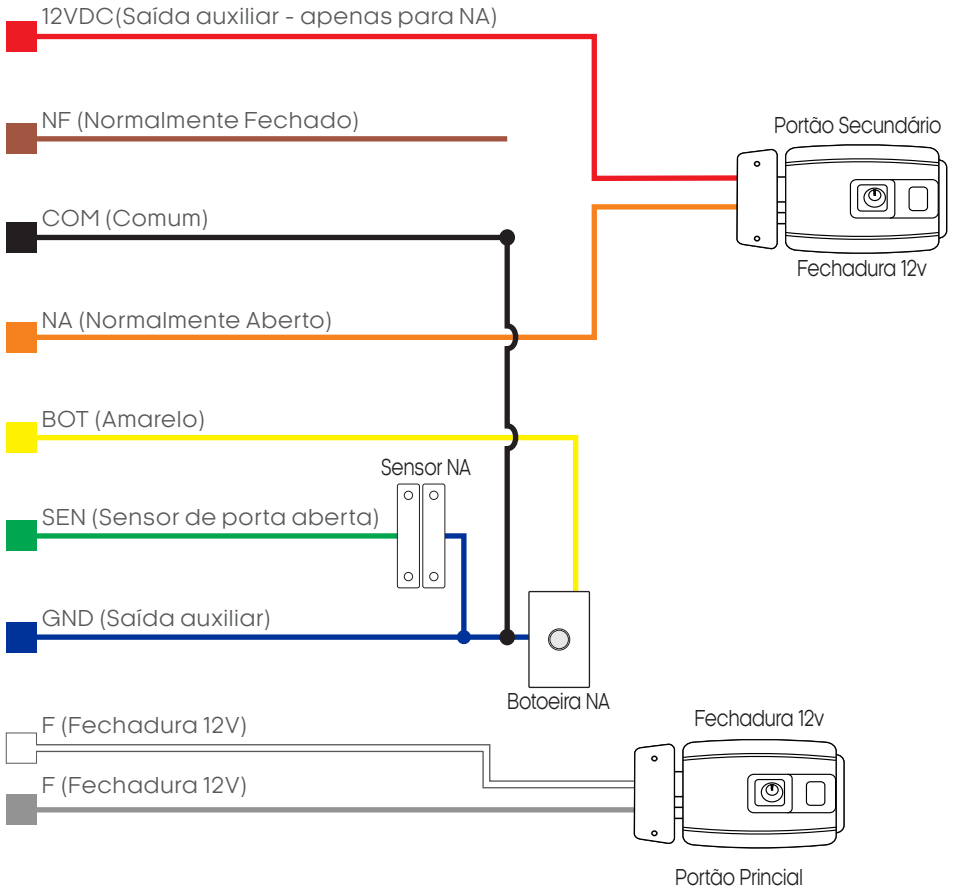 12VDC(Saída auxiliar - apenas para NA)
NF (Normalmente Fechado)
Portão Secundário
COM (Comum)
Fechadura 12v
NA (Normalmente Aberto)
BOT (Amarelo)
Sensor NA
SEN (Sensor de porta aberta)
GND (Saída auxiliar)
Botoeira NA
F (Fechadura 12V)
Fechadura 12v
F (Fechadura 12V)
Portão Princial